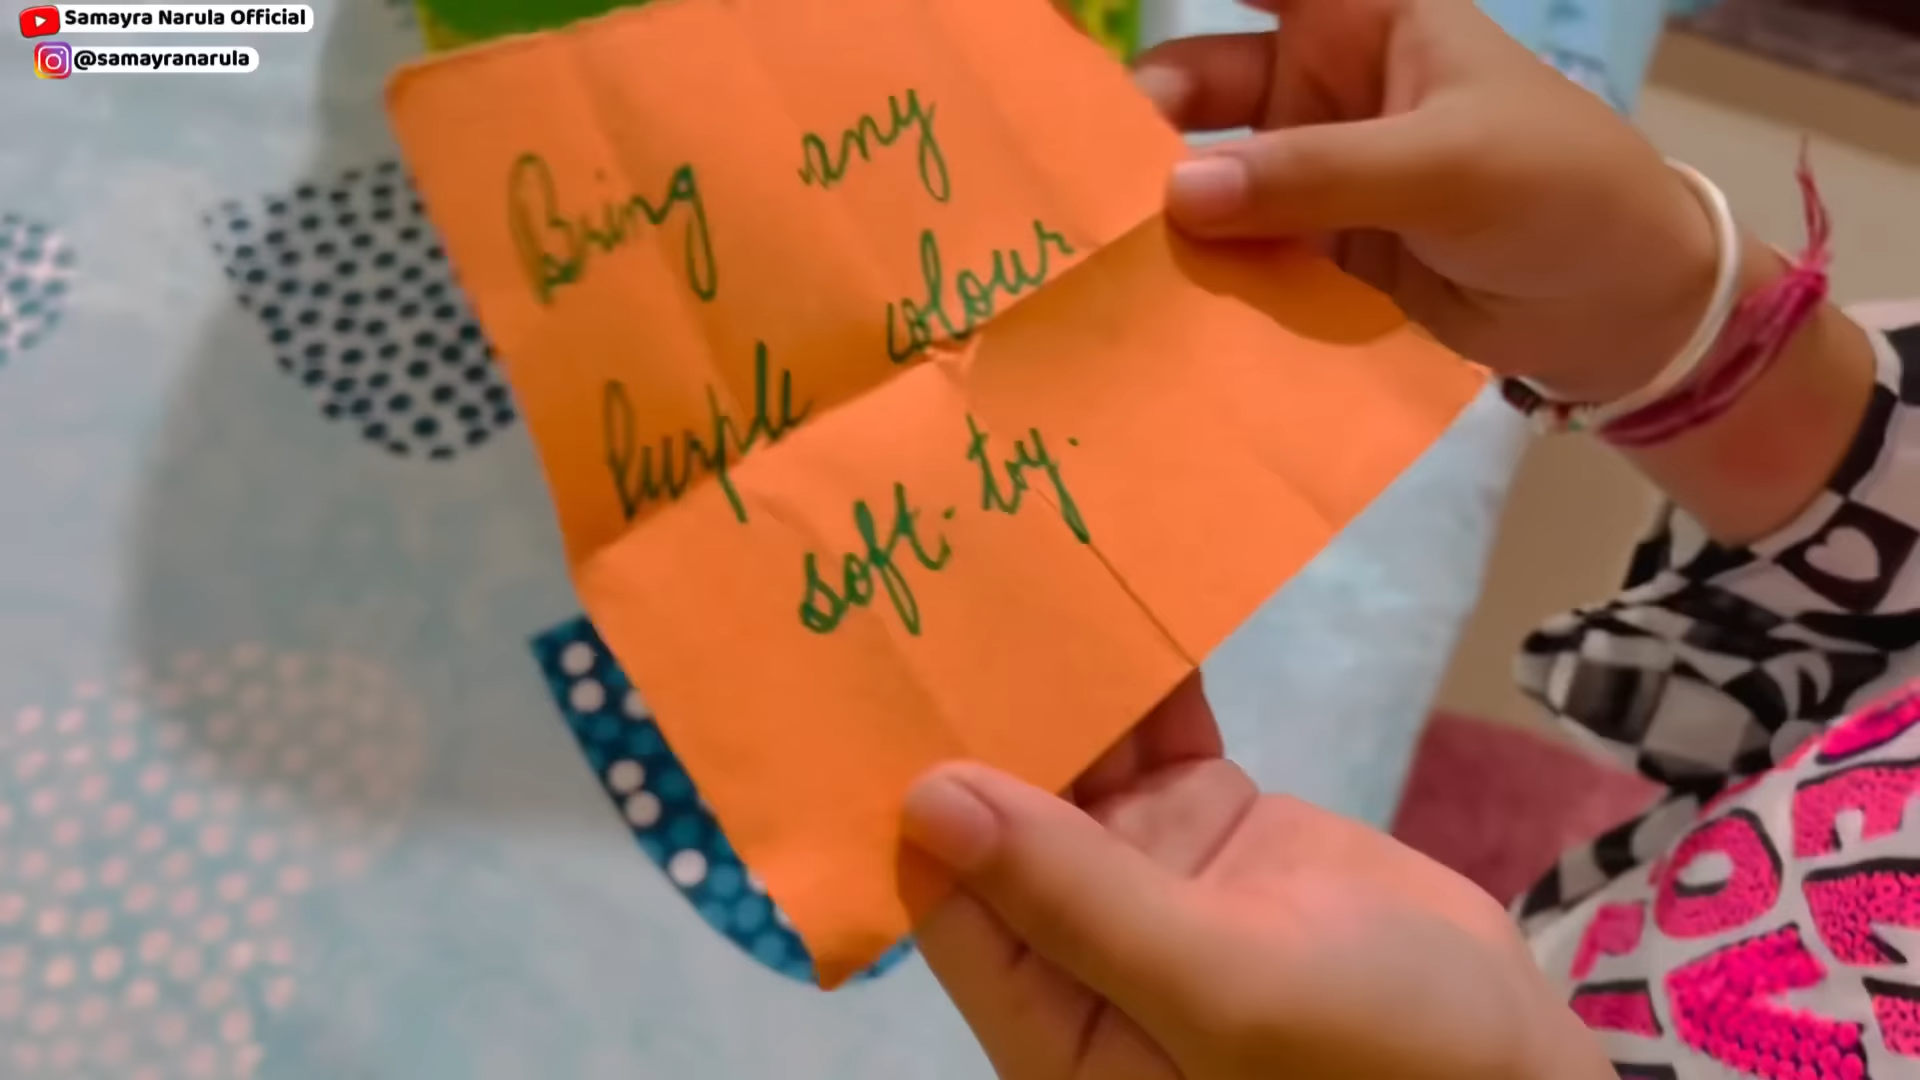 Samayra Narula Official
@samayranarula
Bring any
Purple colour
soft. toy.